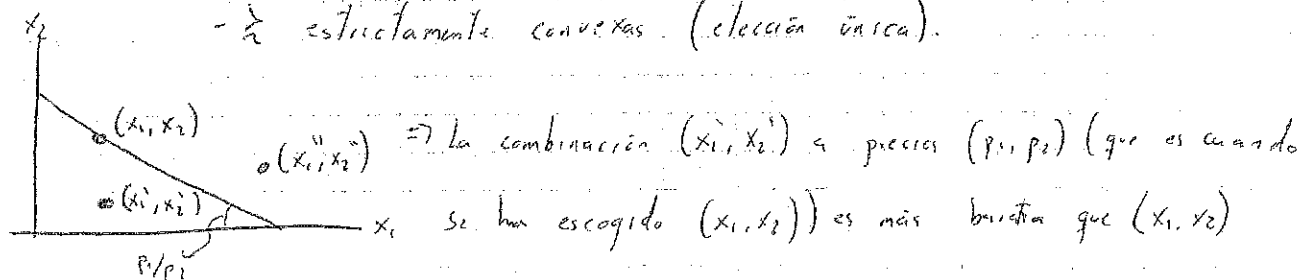 x₂
- ≿ estrictamente convexas. (elección única).
(x₁, x₂)
(x₁'', x₂'') => la combinación (x₁', x₂') a precios (p₁, p₂) (que es cuando
(x₁', x₂')
x₁ se ha escogido (x₁, x₂)) es más barata que (x₁, x₂)
p₁/p₂